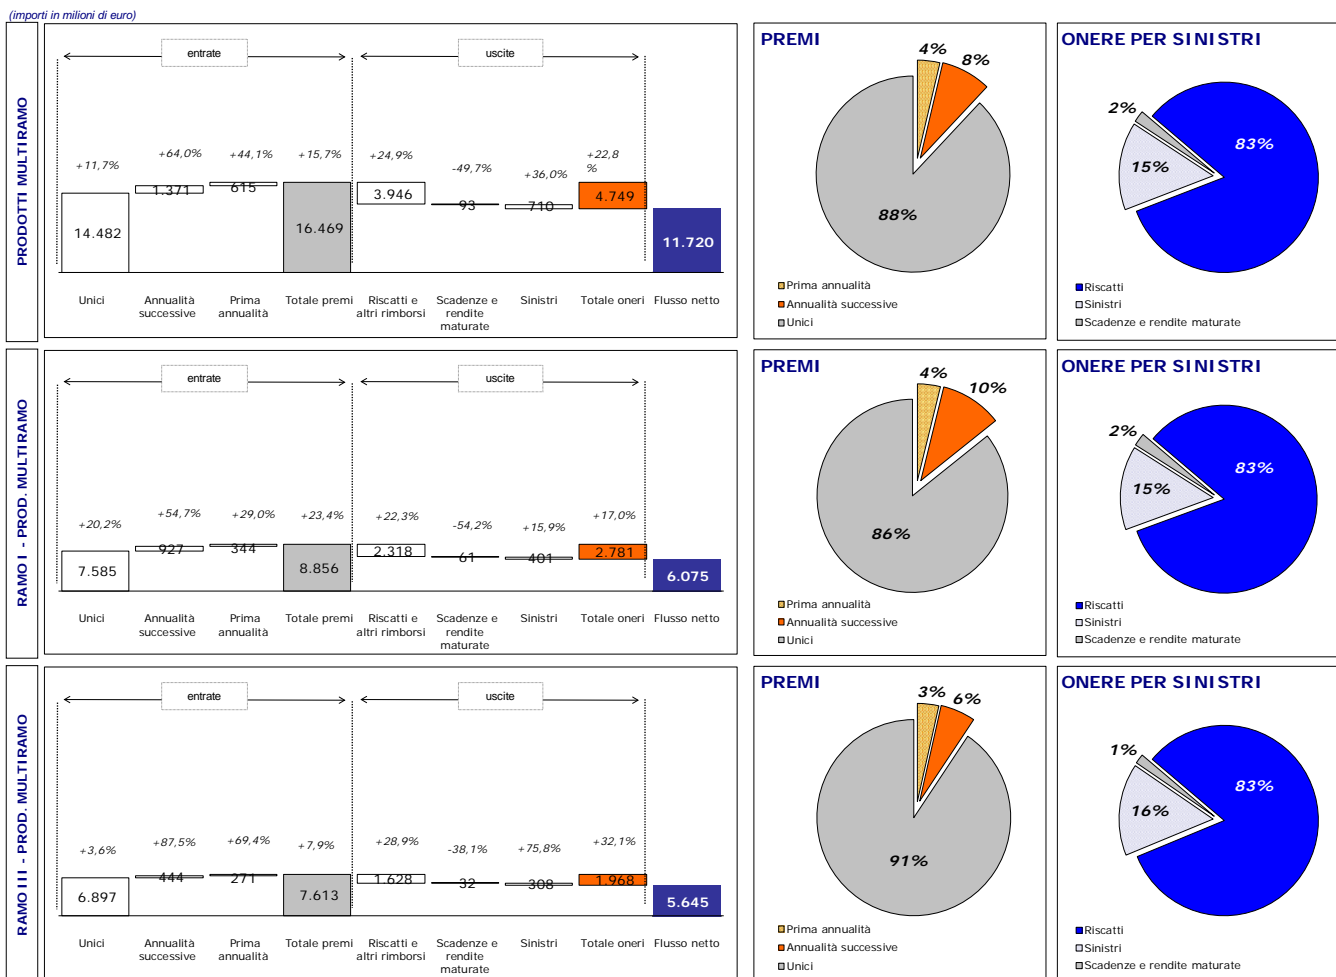 (importi in milioni di euro)
PRODOTTI MULTIRAMO
entrate
uscite
+11,7%
+64,0%
+44,1%
+15,7%
+24,9%
-49,7%
+36,0%
+22,8
%
14.482
1.371
615
16.469
3.946
93
710
4.749
11.720
Unici
Annualità
successive
Prima
annualità
Totale premi
Riscatti e
altri rimborsi
Scadenze e
rendite
maturate
Sinistri
Totale oneri
Flusso netto
PREMI
4%
8%
88%
Prima annualità
Annualità successive
Unici
ONERE PER SINISTRI
2%
83%
15%
Riscatti
Sinistri
Scadenze e rendite maturate
RAMO I - PROD. MULTIRAMO
entrate
uscite
+20,2%
+54,7%
+29,0%
+23,4%
+22,3%
-54,2%
+15,9%
+17,0%
7.585
927
344
8.856
2.318
61
401
2.781
6.075
Unici
Annualità
successive
Prima
annualità
Totale premi
Riscatti e
altri rimborsi
Scadenze e
rendite
maturate
Sinistri
Totale oneri
Flusso netto
PREMI
4%
10%
86%
Prima annualità
Annualità successive
Unici
ONERE PER SINISTRI
2%
83%
15%
Riscatti
Sinistri
Scadenze e rendite maturate
RAMO III - PROD. MULTIRAMO
entrate
uscite
+3,6%
+87,5%
+69,4%
+7,9%
+28,9%
-38,1%
+75,8%
+32,1%
6.897
444
271
7.613
1.628
32
308
1.968
5.645
Unici
Annualità
successive
Prima
annualità
Totale premi
Riscatti e
altri rimborsi
Scadenze e
rendite
maturate
Sinistri
Totale oneri
Flusso netto
PREMI
3%
6%
91%
Prima annualità
Annualità successive
Unici
ONERE PER SINISTRI
1%
83%
16%
Riscatti
Sinistri
Scadenze e rendite maturate